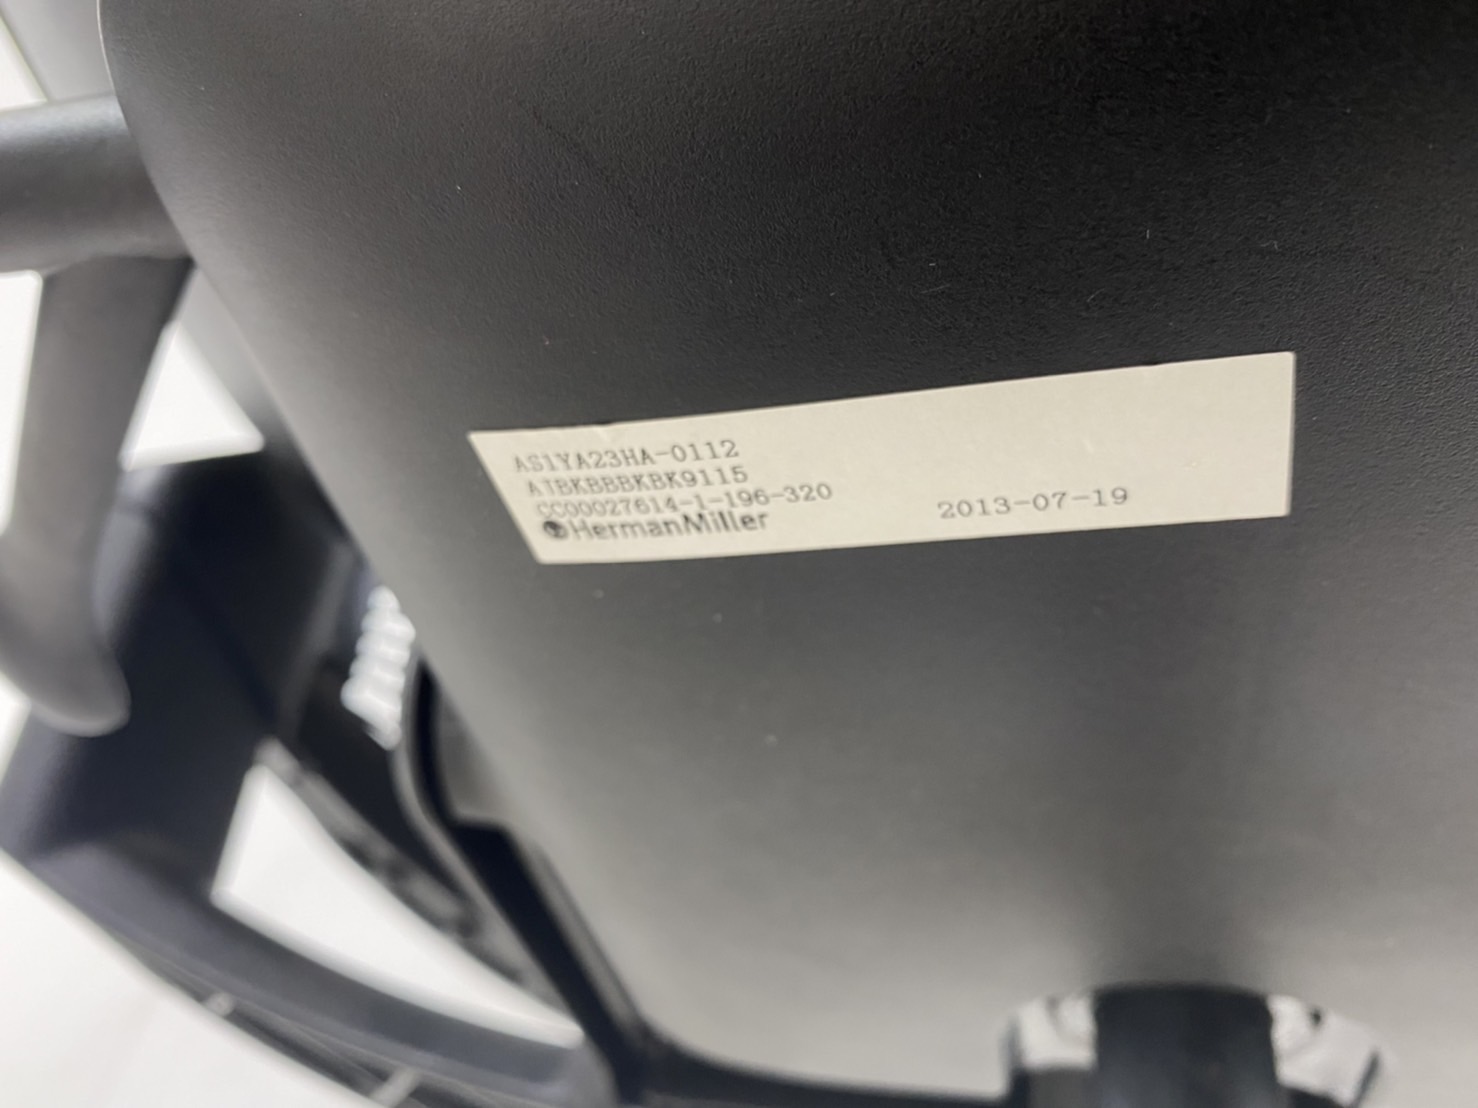 AS1YA23HA-0112
AJBKBBBKBK9115
CC00027614-1-196-320
HermanMiller 2013-07-19